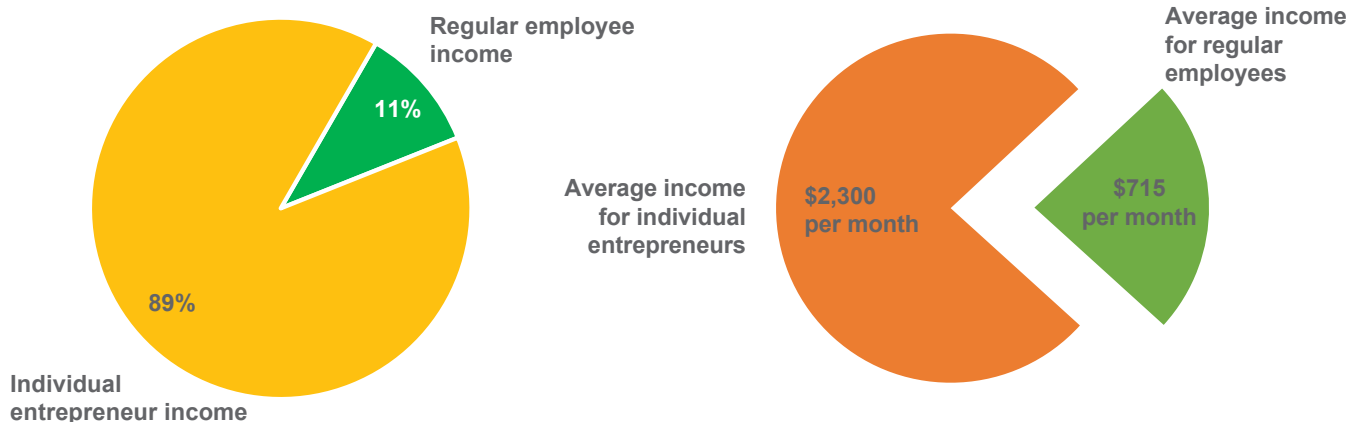 Regular employee
income
11%
89%
Individual
entrepreneur income
Average income
for regular
employees
Average income
for individual
entrepreneurs
$2,300
per month
$715
per month